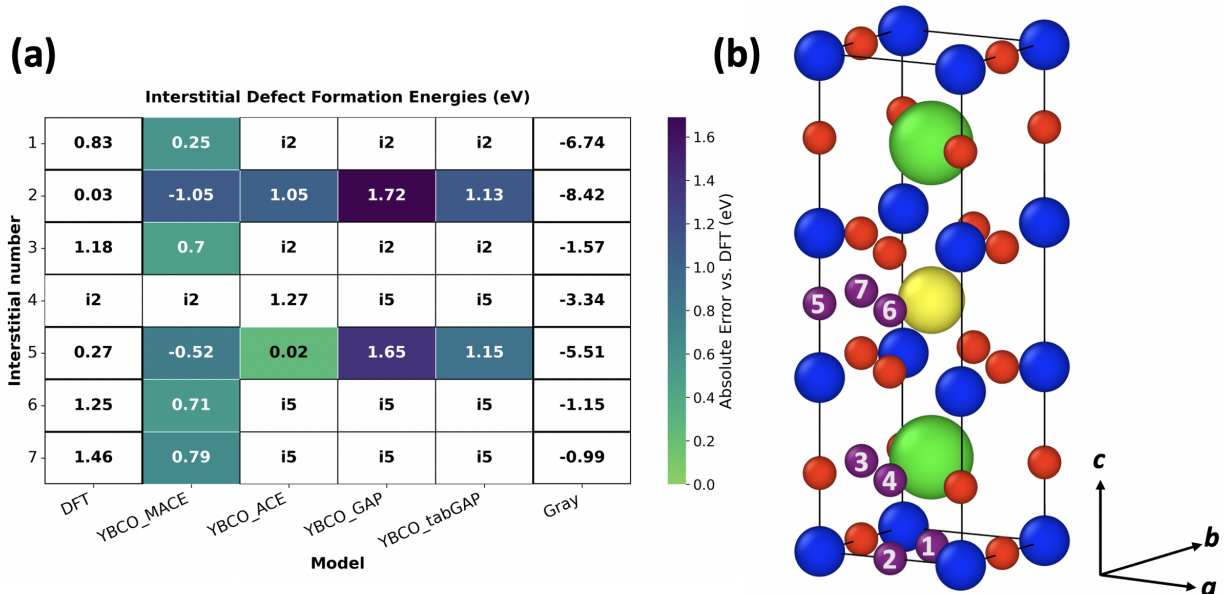 (a)
Interstitial Defect Formation Energies (eV)
Interstitial number
1 0.83 0.25 i2 i2 i2 -6.74
2 0.03 -1.05 1.05 1.72 1.13 -8.42
3 1.18 0.7 i2 i2 i2 -1.57
4 i2 i2 1.27 i5 i5 -3.34
5 0.27 -0.52 0.02 1.65 1.15 -5.51
6 1.25 0.71 i5 i5 i5 -1.15
7 1.46 0.79 i5 i5 i5 -0.99
DFT YBCO_MACE YBCO_ACE YBCO_GAP YBCO_tabGAP Gray
Model
1.6
1.4
1.2
1.0
0.8
0.6
0.4
0.2
0.0
Absolute Error vs. DFT (eV)
(b)
5 7 6
3
4
1
2
c
b
a